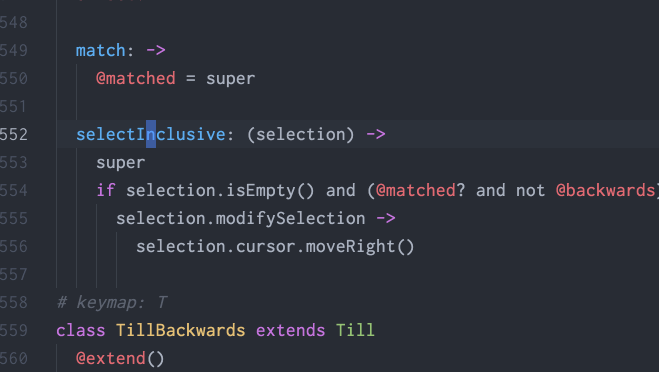 548
549 match: ->
550 @matched = super
551
552 selectInclusive: (selection) ->
553 super
554 if selection.isEmpty() and (@matched? and not @backwards)
555 selection.modifySelection ->
556 selection.cursor.moveRight()
557
558 # keymap: T
559 class TillBackwards extends Till
560 @extend()